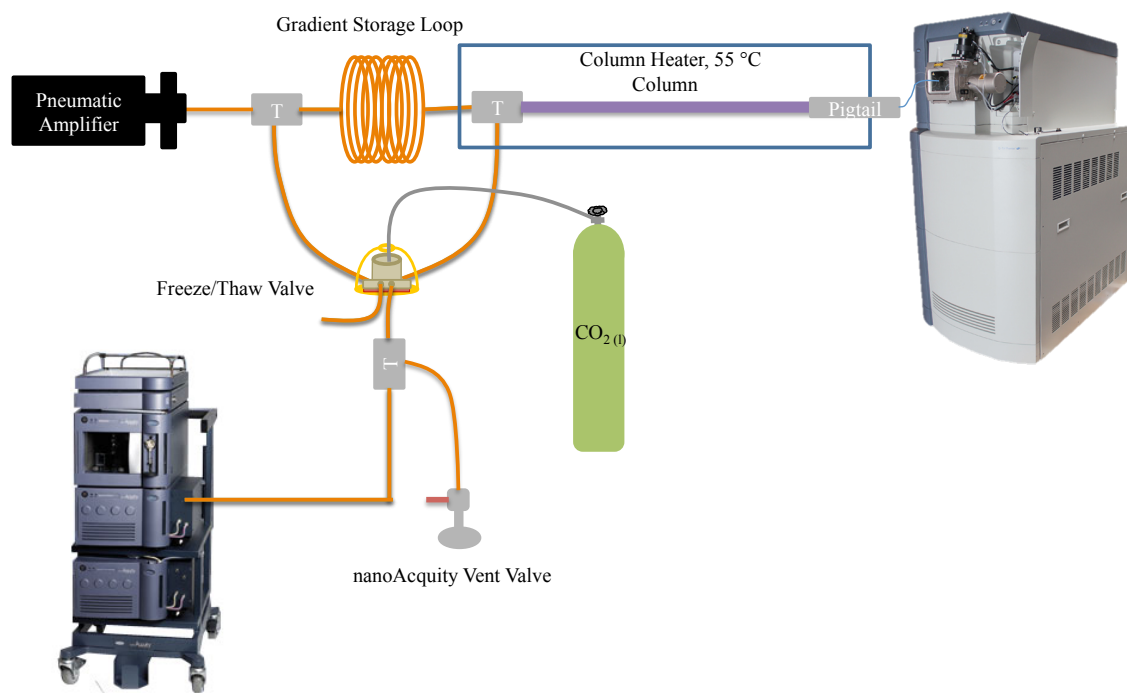 Gradient Storage Loop
Pneumatic
Amplifier
T
T
Column Heater, 55 °C
Column
Pigtail
Freeze/Thaw Valve
CO2 (l)
T
nanoAcquity Vent Valve